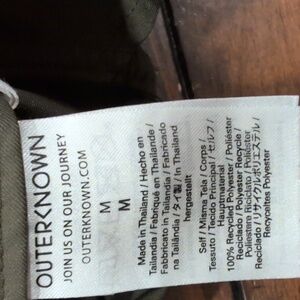 OUTERKNOWN
JOIN US ON OUR JOURNEY
OUTERKNOWN.COM
M
M
Made in Thailand / Hecho en
Tailandia / Fabriqué en Thaïlande /
Fabbricato in Tailandia / Fabricado
na Tailândia / タイ製 / In Thailand
hergestellt
Self / Misma Tela / Corps /
Tessuto / Tecido Principal / セルフ /
Hauptmaterial
100% Recycled Polyester / Poliéster
Reciclado / Polyester Recyclé /
Poliestere Riciclato / Poliéster
Reciclado / リサイクルポリエステル /
Recyceltes Polyester